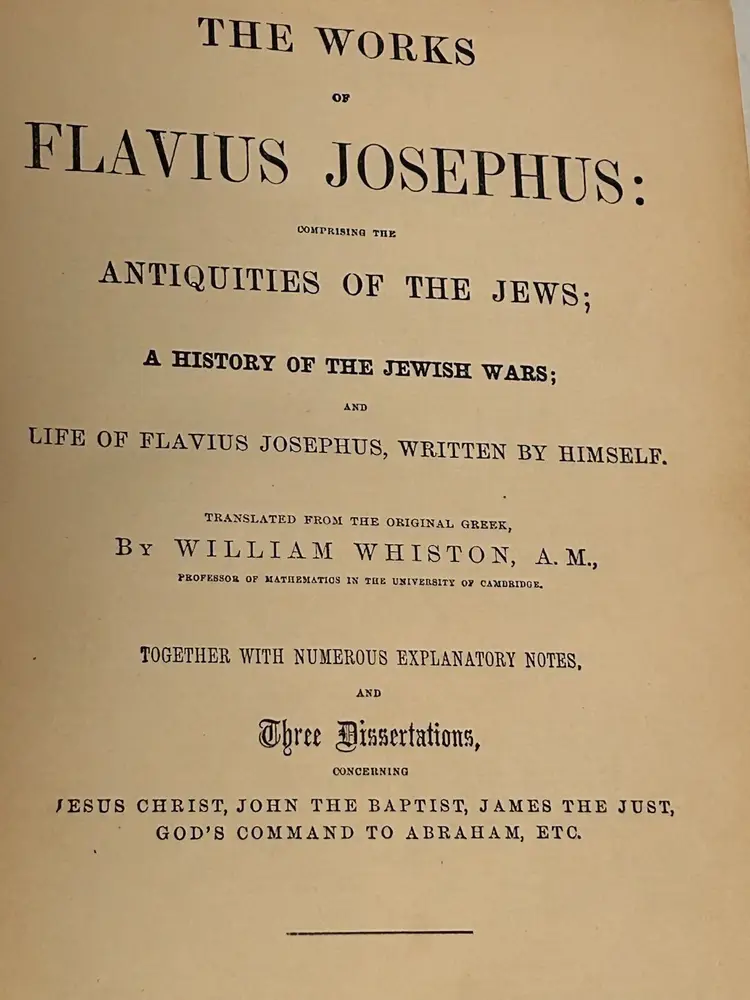 THE WORKS
OF
FLAVIUS JOSEPHUS:
COMPRISING THE
ANTIQUITIES OF THE JEWS;
A HISTORY OF THE JEWISH WARS;
AND
LIFE OF FLAVIUS JOSEPHUS, WRITTEN BY HIMSELF.
TRANSLATED FROM THE ORIGINAL GREEK,
BY WILLIAM WHISTON, A. M.,
PROFESSOR OF MATHEMATICS IN THE UNIVERSITY OF CAMBRIDGE.
TOGETHER WITH NUMEROUS EXPLANATORY NOTES,
AND
Three Dissertations,
CONCERNING
JESUS CHRIST, JOHN THE BAPTIST, JAMES THE JUST,
GOD'S COMMAND TO ABRAHAM, ETC.